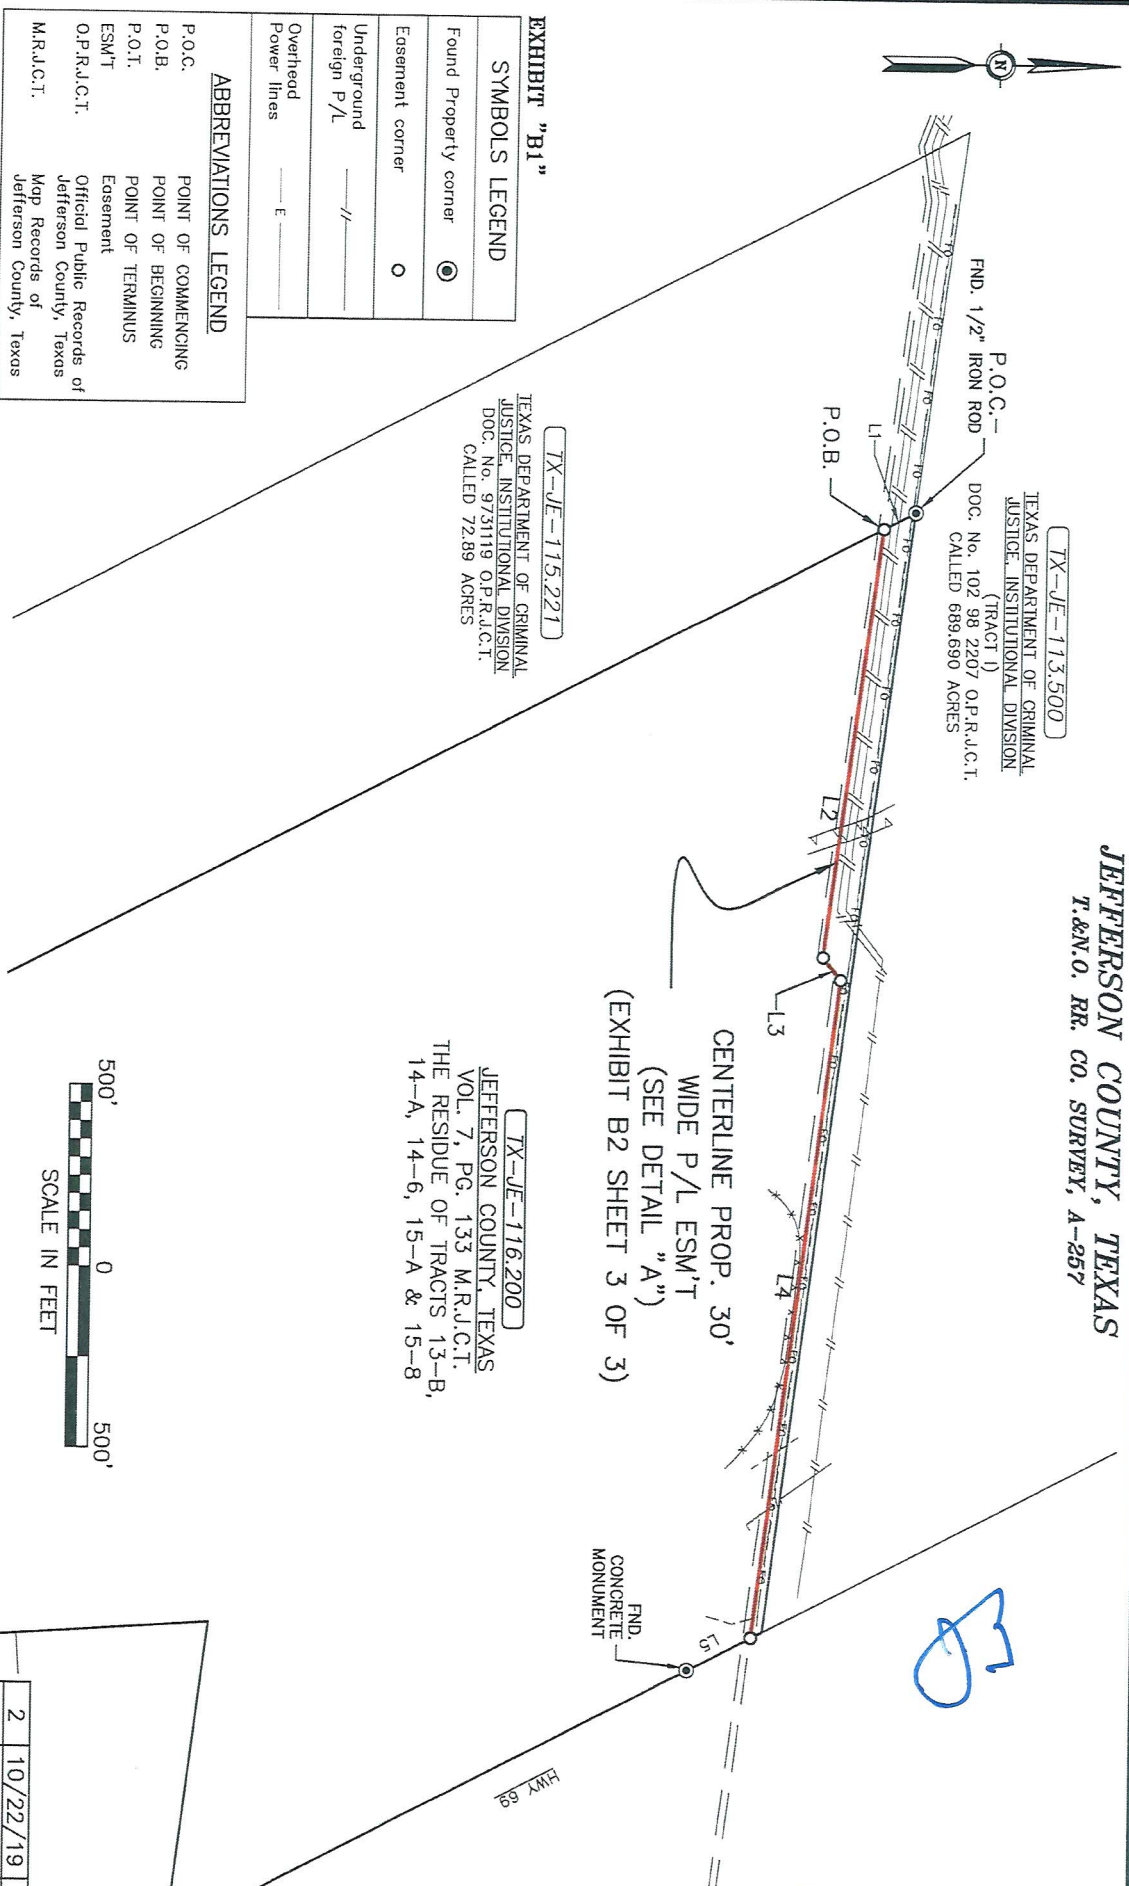 JEFFERSON COUNTY, TEXAS
T.&N.O. RR. CO. SURVEY, A-257
N
P.O.C.
FND. 1/2" IRON ROD
P.O.B.
L1
TX-JE-113.500
TEXAS DEPARTMENT OF CRIMINAL
JUSTICE, INSTITUTIONAL DIVISION
(TRACT I)
DOC. No. 102 98 2207 O.P.R.J.C.T.
CALLED 689.690 ACRES
L2
L3
L4
L5
CENTERLINE PROP. 30'
WIDE P/L ESM'T
(SEE DETAIL "A")
(EXHIBIT B2 SHEET 3 OF 3)
TX-JE-115.221
TEXAS DEPARTMENT OF CRIMINAL
JUSTICE, INSTITUTIONAL DIVISION
DOC. No. 9731119 O.P.R.J.C.T.
CALLED 72.89 ACRES
TX-JE-116.200
JEFFERSON COUNTY, TEXAS
VOL. 7, PG. 133 M.R.J.C.T.
THE RESIDUE OF TRACTS 13-B,
14-A, 14-6, 15-A & 15-8
FND.
CONCRETE
MONUMENT
HWY 69
EXHIBIT "B1"
SYMBOLS LEGEND
Found Property corner
Easement corner
Underground
foreign P/L
//
Overhead
Power lines
E
ABBREVIATIONS LEGEND
P.O.C. POINT OF COMMENCING
P.O.B. POINT OF BEGINNING
P.O.T. POINT OF TERMINUS
ESM'T Easement
O.P.R.J.C.T. Official Public Records of
Jefferson County, Texas
M.R.J.C.T. Map Records of
Jefferson County, Texas
500' 0 500'
SCALE IN FEET
2 10/22/19